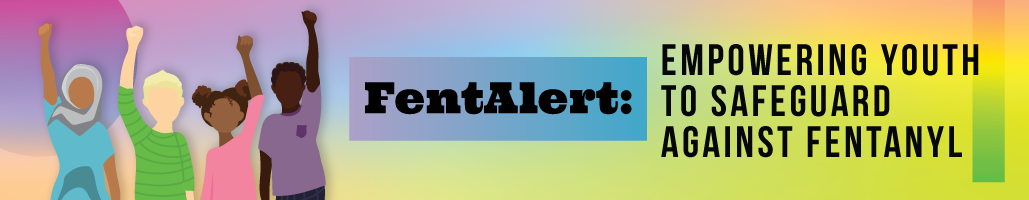 FentAlert:
EMPOWERING YOUTH
TO SAFEGUARD
AGAINST FENTANYL